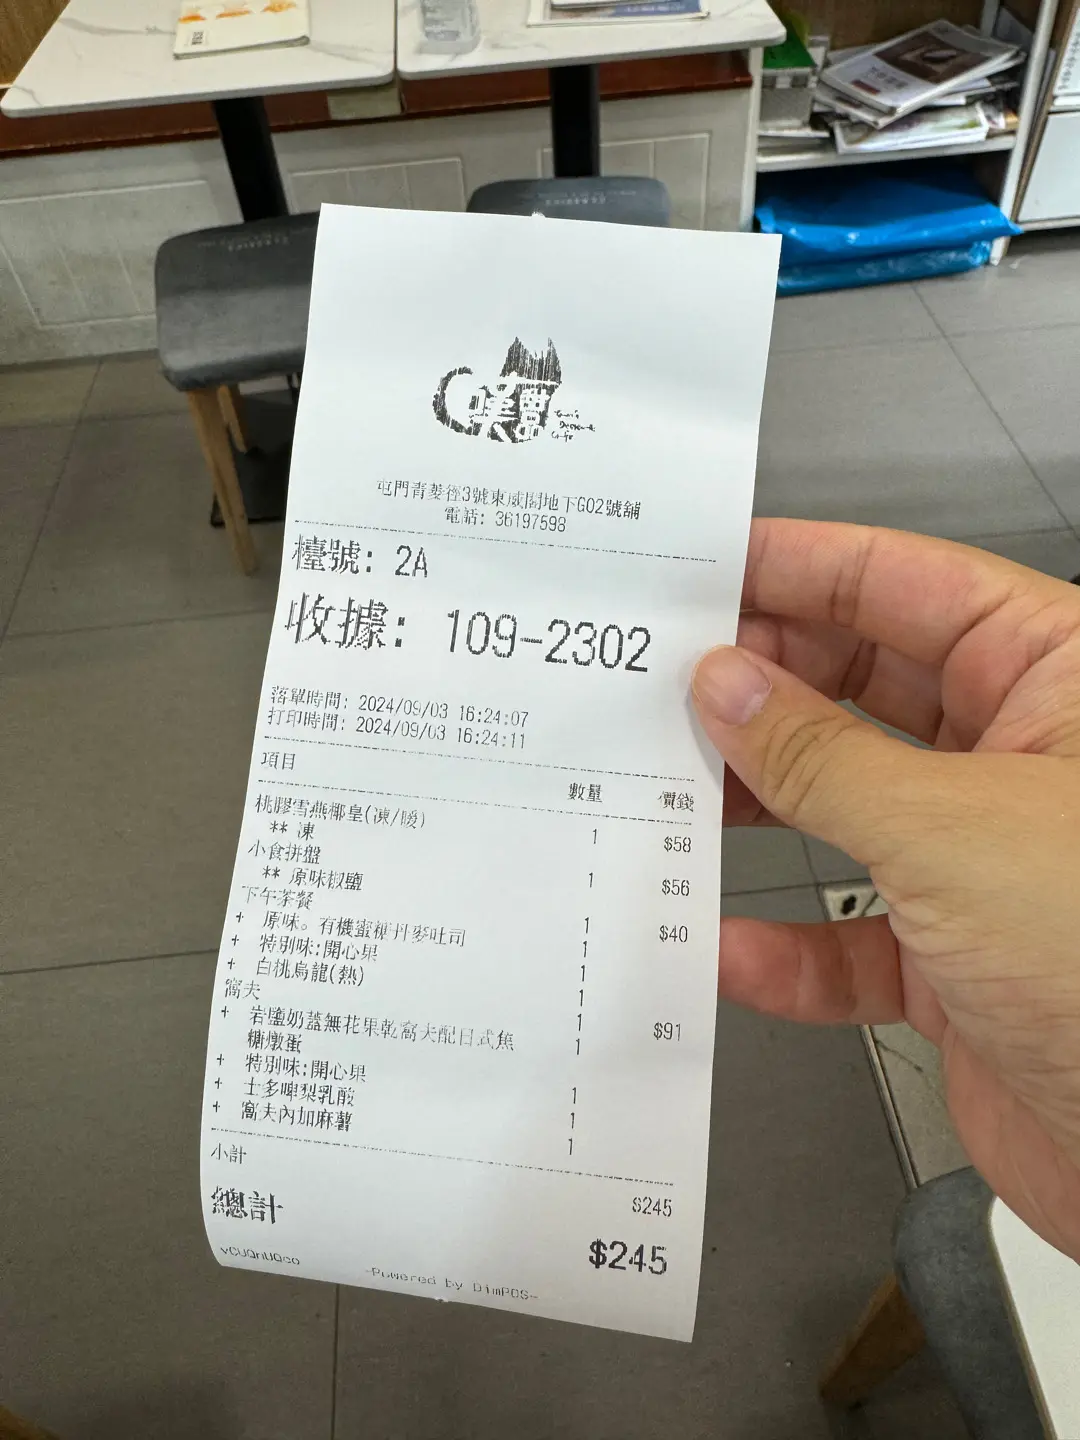 嘆品
Dessert
屯門青菱徑3號東威閣地下G02號舖
電話: 36197598
檯號: 2A
收據: 109-2302
落單時間: 2024/09/03 16:24:07
打印時間: 2024/09/03 16:24:11
項目 數量 價錢
桃膠雪燕椰皇(凍/暖) 1 $58
** 凍
小食拼盤 1 $56
** 原味椒鹽
下午茶餐 1 $40
+ 原味。有機蜜糖丹麥吐司 1
+ 特別味:開心果 1
+ 白桃烏龍(熱) 1
窩夫 1 $91
+ 岩鹽奶蓋無花果乾窩夫配日式焦 1
糖燉蛋
+ 特別味:開心果 1
+ 士多啤梨乳酸 1
+ 窩夫內加麻薯 1
小計 $245
總計 $245
vCUQnUQco -Powered by DimPOS-